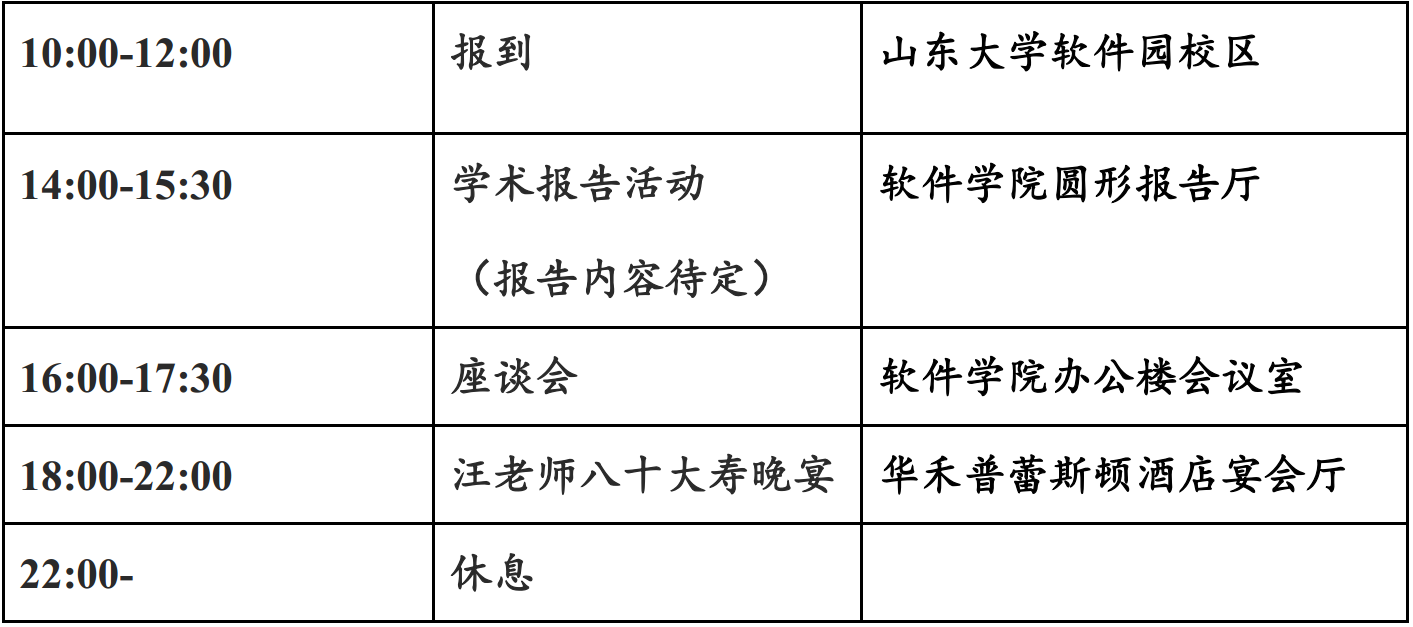 10:00-12:00 报到 山东大学软件园校区
14:00-15:30 学术报告活动 软件学院圆形报告厅
（报告内容待定）
16:00-17:30 座谈会 软件学院办公楼会议室
18:00-22:00 汪老师八十大寿晚宴 华禾普蕾斯顿酒店宴会厅
22:00- 休息